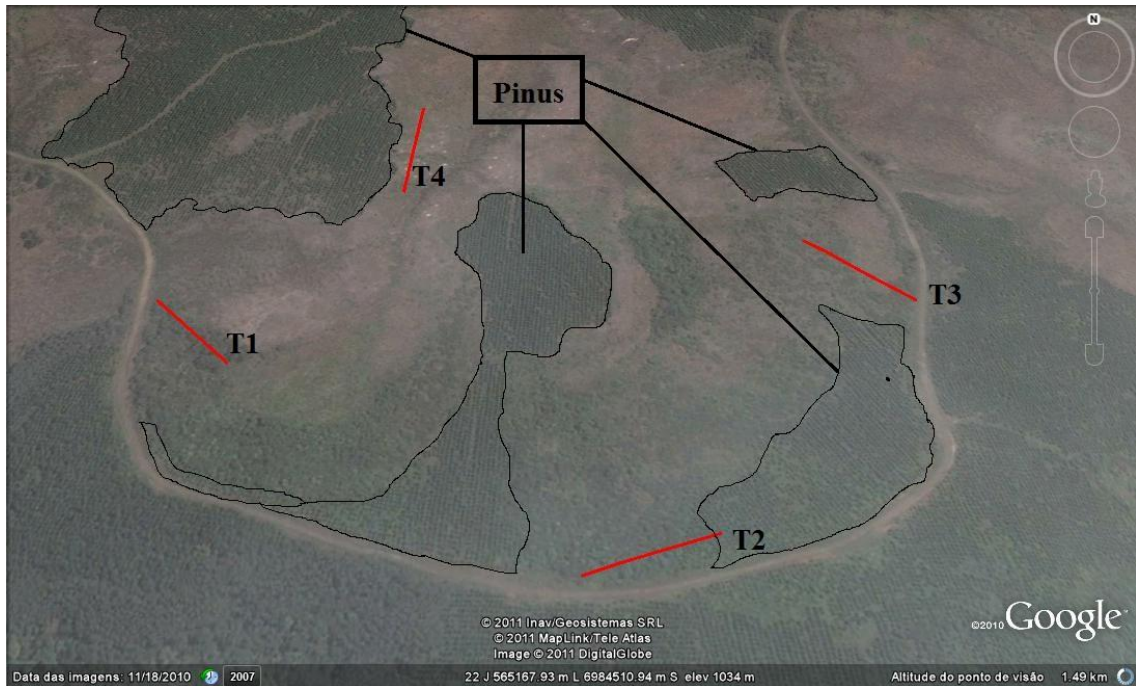 N
Pinus
T4
T3
T1
T2
© 2011 Inav/Geosistemas SRL
© 2011 MapLink/Tele Atlas
Image © 2011 DigitalGlobe
©2010 Google
Data das imagens: 11/18/2010 2007 22 J 565167.93 m L 6984510.94 m S elev 1034 m Altitude do ponto de visão 1.49 km